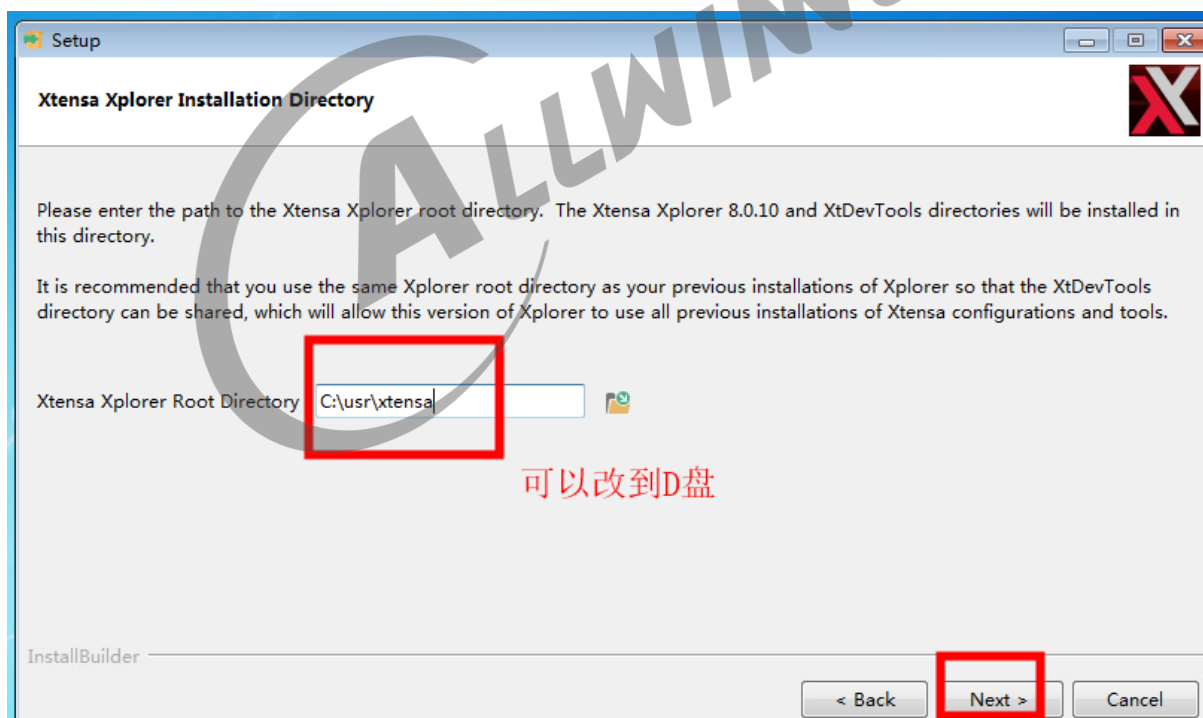 Setup
Xtensa Xplorer Installation Directory
Please enter the path to the Xtensa Xplorer root directory.  The Xtensa Xplorer 8.0.10 and XtDevTools directories will be installed in
this directory.
It is recommended that you use the same Xplorer root directory as your previous installations of Xplorer so that the XtDevTools
directory can be shared, which will allow this version of Xplorer to use all previous installations of Xtensa configurations and tools.
Xtensa Xplorer Root Directory C:\usr\xtensa
可以改到D盘
InstallBuilder
< Back Next > Cancel